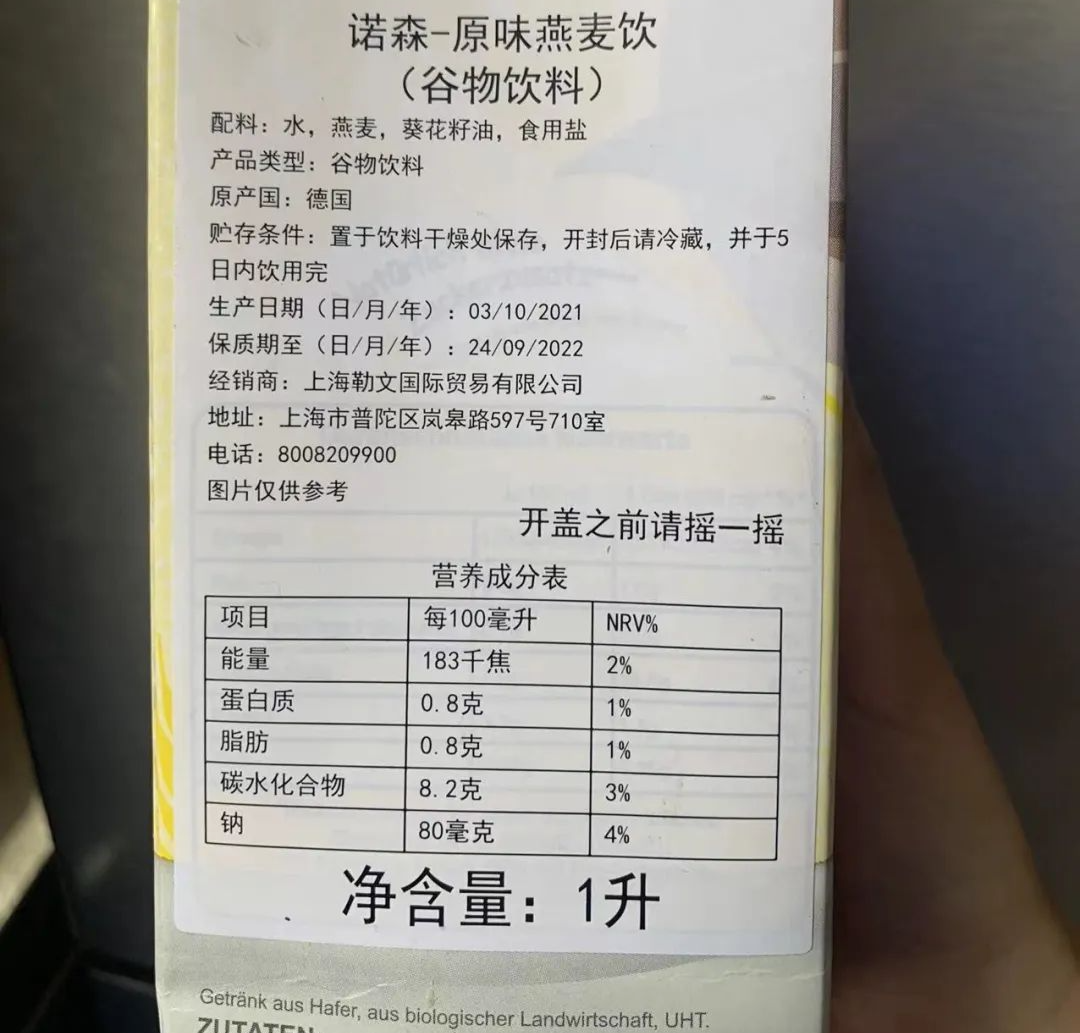 诺森-原味燕麦饮
（谷物饮料）
配料：水，燕麦，葵花籽油，食用盐
产品类型：谷物饮料
原产国：德国
贮存条件：置于饮料干燥处保存，开封后请冷藏，并于5
日内饮用完
生产日期（日/月/年）：03/10/2021
保质期至（日/月/年）：24/09/2022
经销商：上海勒文国际贸易有限公司
地址：上海市普陀区岚皋路597号710室
电话：8008209900
图片仅供参考
开盖之前请摇一摇
营养成分表
项目 每100毫升 NRV%
能量 183千焦 2%
蛋白质 0.8克 1%
脂肪 0.8克 1%
碳水化合物 8.2克 3%
钠 80毫克 4%
净含量：1升
Getränk aus Hafer, aus biologischer Landwirtschaft, UHT.
ZUTATEN